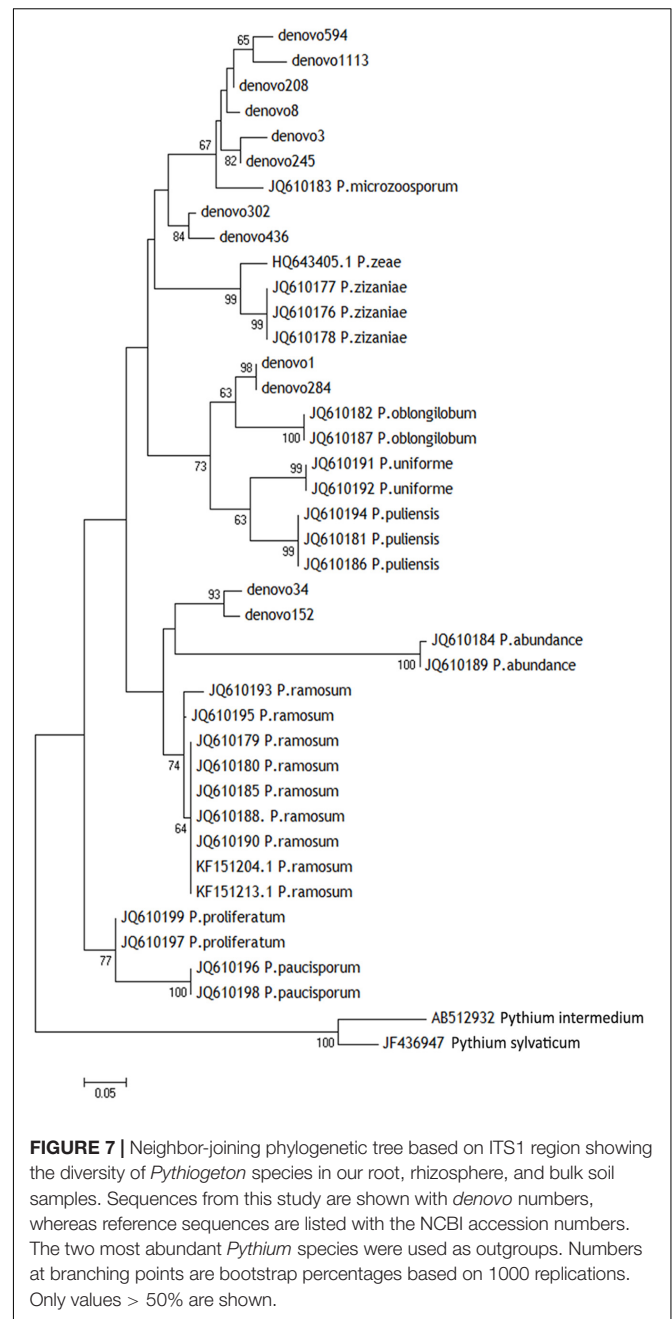 denovo594
65
denovo1113
denovo208
denovo8
denovo3
67
82
denovo245
JQ610183 P.microzoosporum
denovo302
84
denovo436
HQ643405.1 P.zeae
JQ610177 P.zizaniae
99
JQ610176 P.zizaniae
99
JQ610178 P.zizaniae
98
denovo1
denovo284
63
JQ610182 P.oblongilobum
100
JQ610187 P.oblongilobum
73
99
JQ610191 P.uniforme
JQ610192 P.uniforme
63
JQ610194 P.puliensis
JQ610181 P.puliensis
99
JQ610186 P.puliensis
93
denovo34
denovo152
JQ610184 P.abundance
100
JQ610189 P.abundance
JQ610193 P.ramosum
JQ610195 P.ramosum
JQ610179 P.ramosum
74
JQ610180 P.ramosum
JQ610185 P.ramosum
JQ610188. P.ramosum
64
JQ610190 P.ramosum
KF151204.1 P.ramosum
KF151213.1 P.ramosum
JQ610199 P.proliferatum
JQ610197 P.proliferatum
77
JQ610196 P.paucisporum
100
JQ610198 P.paucisporum
AB512932 Pythium intermedium
100
JF436947 Pythium sylvaticum
0.05
FIGURE 7 | Neighbor-joining phylogenetic tree based on ITS1 region showing
the diversity of Pythiogeton species in our root, rhizosphere, and bulk soil
samples. Sequences from this study are shown with denovo numbers,
whereas reference sequences are listed with the NCBI accession numbers.
The two most abundant Pythium species were used as outgroups. Numbers
at branching points are bootstrap percentages based on 1000 replications.
Only values > 50% are shown.